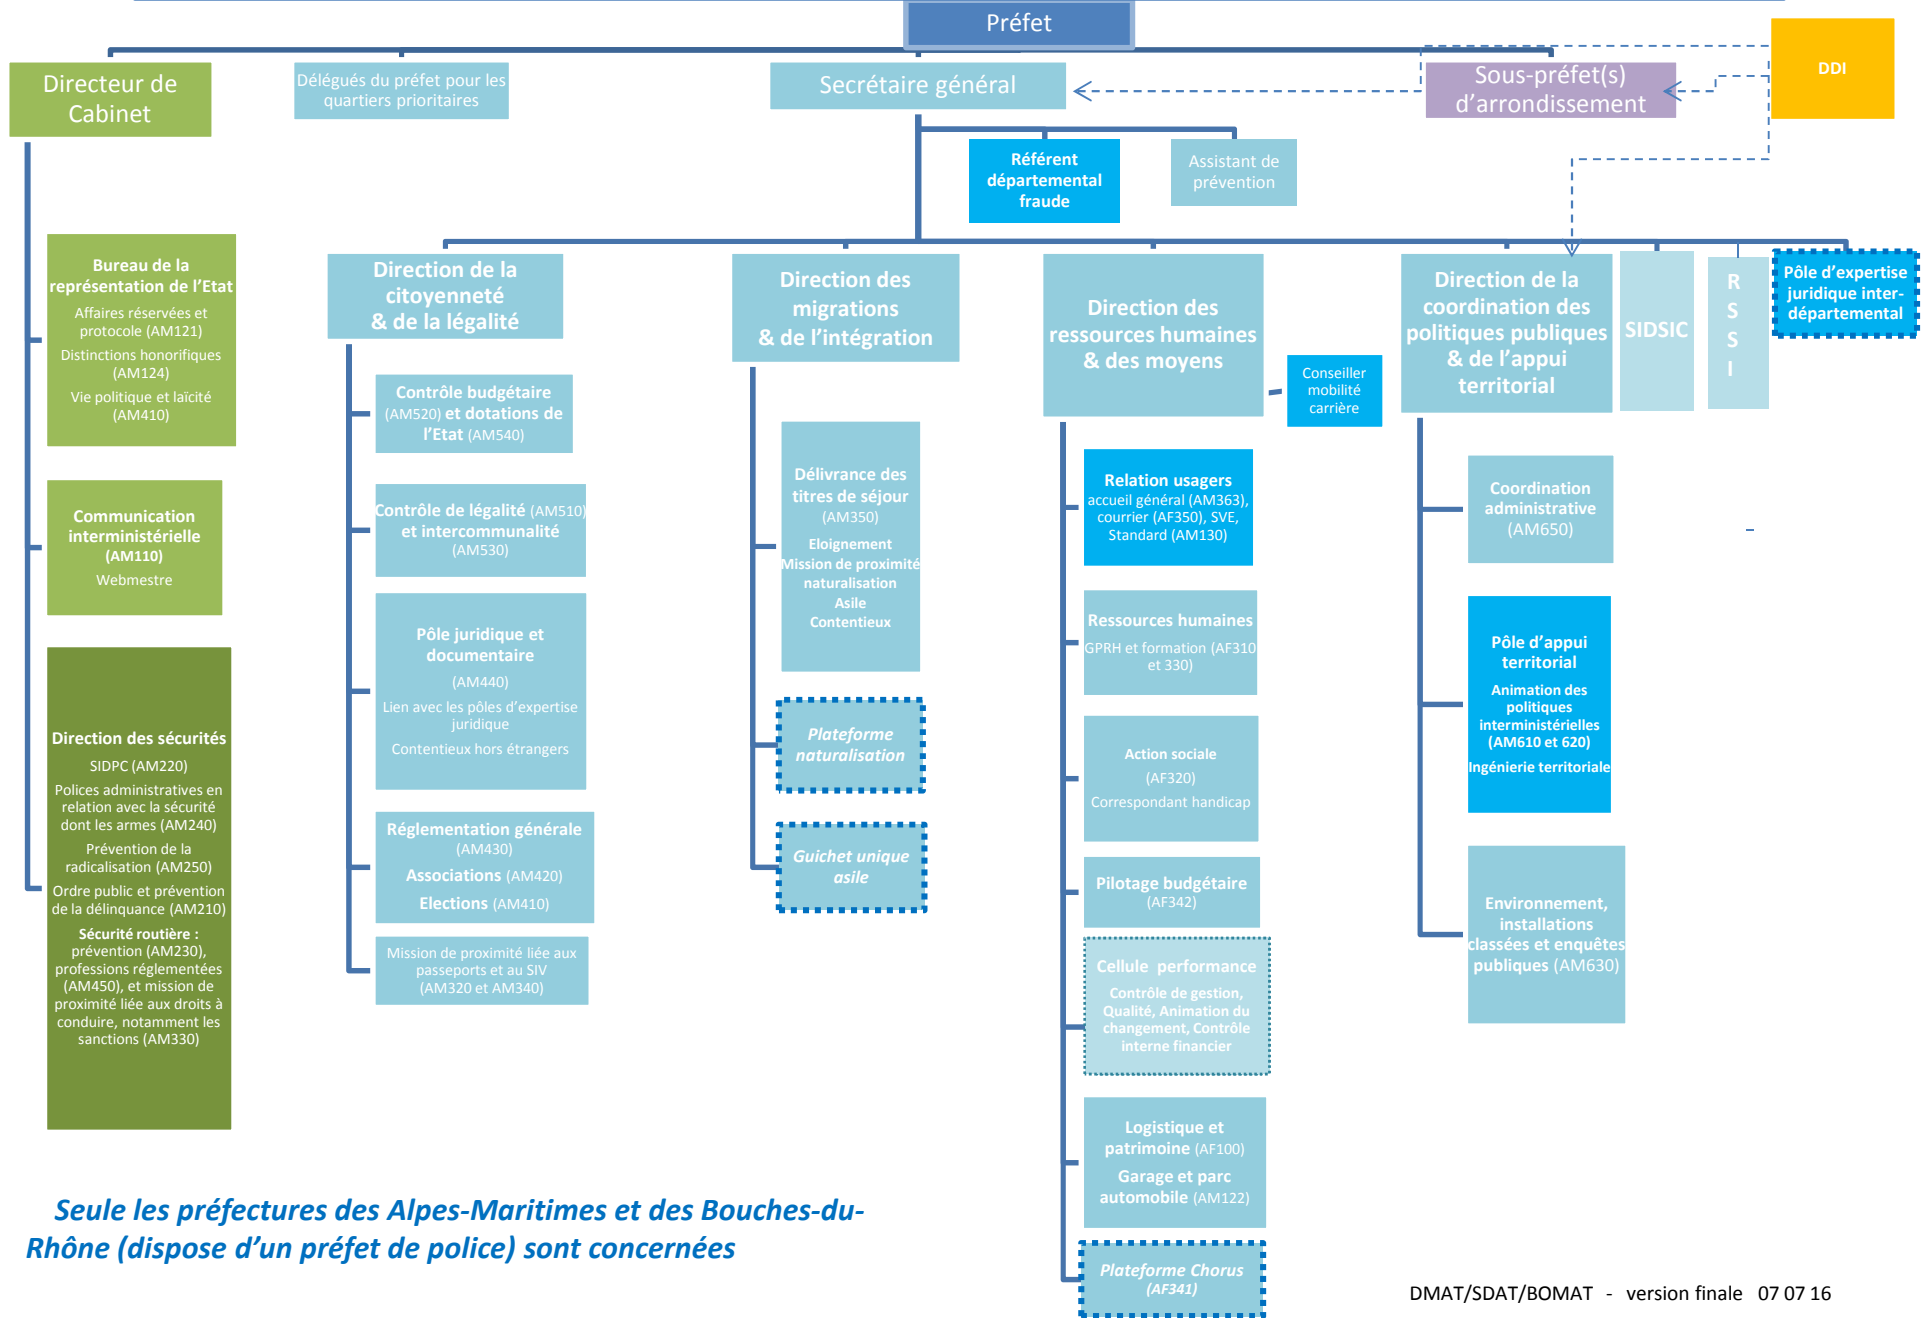 Préfet
DDI
Directeur de
Cabinet
Délégués du préfet pour les
quartiers prioritaires
Secrétaire général
Sous-préfet(s)
d’arrondissement
Référent
départemental
fraude
Assistant de
prévention
Bureau de la
représentation de l’Etat
Affaires réservées et
protocole (AM121)
Distinctions honorifiques
(AM124)
Vie politique et laïcité
(AM410)
Communication
interministérielle
(AM110)
Webmestre
Direction des sécurités
SIDPC (AM220)
Polices administratives en
relation avec la sécurité
dont les armes (AM240)
Prévention de la
radicalisation (AM250)
Ordre public et prévention
de la délinquance (AM210)
Sécurité routière :
prévention (AM230),
professions réglementées
(AM450), et mission de
proximité liée aux droits à
conduire, notamment les
sanctions (AM330)
Direction de la
citoyenneté
& de la légalité
Contrôle budgétaire
(AM520) et dotations de
l’Etat (AM540)
Contrôle de légalité (AM510)
et intercommunalité
(AM530)
Pôle juridique et
documentaire
(AM440)
Lien avec les pôles d’expertise
juridique
Contentieux hors étrangers
Réglementation générale
(AM430)
Associations (AM420)
Elections (AM410)
Mission de proximité liée aux
passeports et au SIV
(AM320 et AM340)
Direction des
migrations
& de l’intégration
Délivrance des
titres de séjour
(AM350)
Eloignement
Mission de proximité
naturalisation
Asile
Contentieux
Plateforme
naturalisation
Guichet unique
asile
Direction des
ressources humaines
& des moyens
Conseiller
mobilité
carrière
Relation usagers
accueil général (AM363),
courrier (AF350), SVE,
Standard (AM130)
Ressources humaines
GPRH et formation (AF310
et 330)
Action sociale
(AF320)
Correspondant handicap
Pilotage budgétaire
(AF342)
Cellule performance
Contrôle de gestion,
Qualité, Animation du
changement, Contrôle
interne financier
Logistique et
patrimoine (AF100)
Garage et parc
automobile (AM122)
Plateforme Chorus
(AF341)
Direction de la
coordination des
politiques publiques
& de l’appui
territorial
Coordination
administrative
(AM650)
Pôle d’appui
territorial
Animation des
politiques
interministérielles
(AM610 et 620)
Ingénierie territoriale
Environnement,
installations
classées et enquêtes
publiques (AM630)
SIDSIC
R
S
S
I
Pôle d’expertise
juridique inter-
départemental
Seule les préfectures des Alpes-Maritimes et des Bouches-du-
Rhône (dispose d’un préfet de police) sont concernées
DMAT/SDAT/BOMAT - version finale 07 07 16